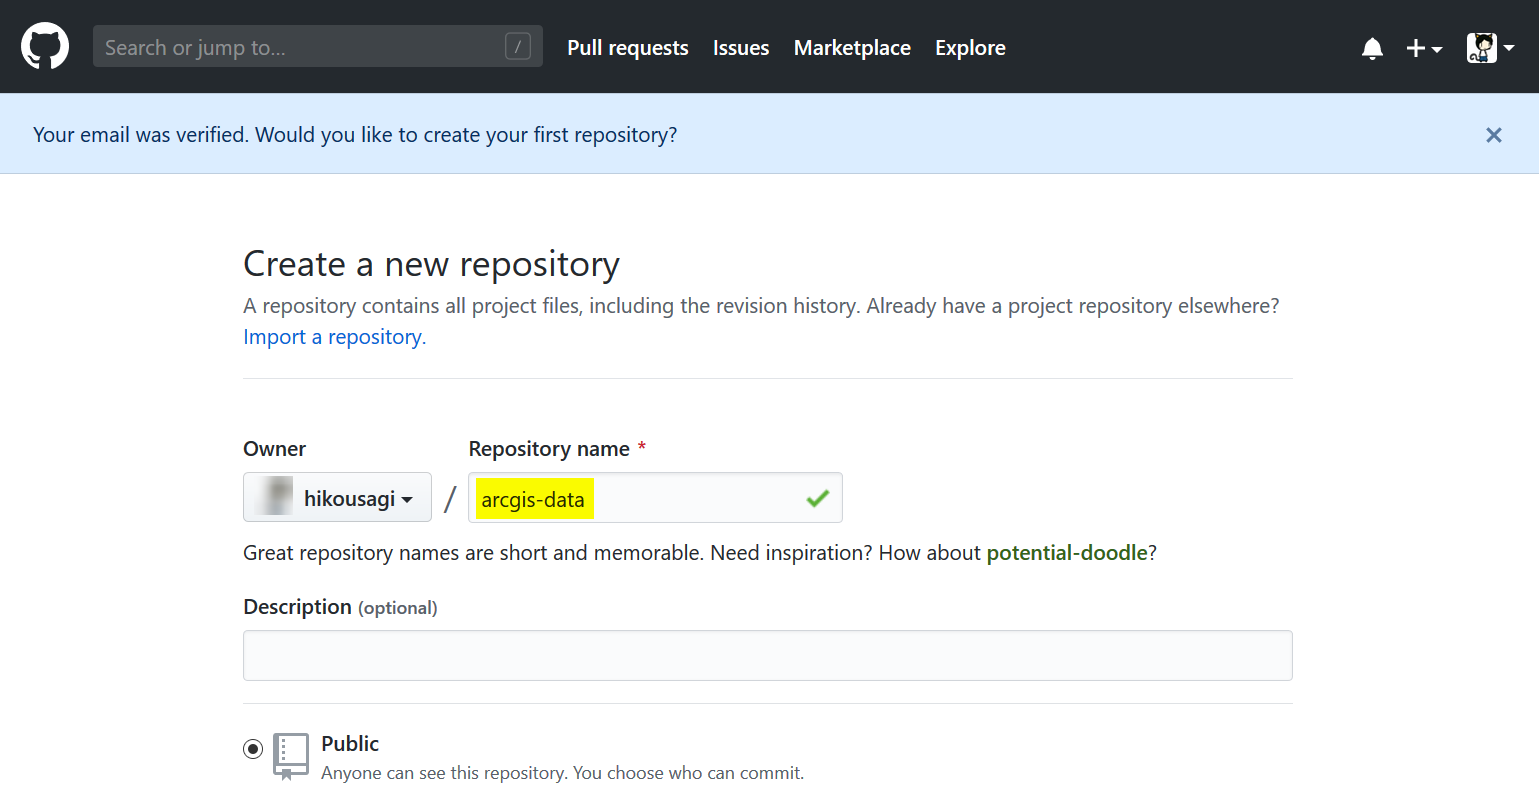 Search or jump to... / Pull requests Issues Marketplace Explore
Your email was verified. Would you like to create your first repository?
Create a new repository
A repository contains all project files, including the revision history. Already have a project repository elsewhere?
Import a repository.
Owner Repository name *
hikousagi / arcgis-data
Great repository names are short and memorable. Need inspiration? How about potential-doodle?
Description (optional)
Public
Anyone can see this repository. You choose who can commit.